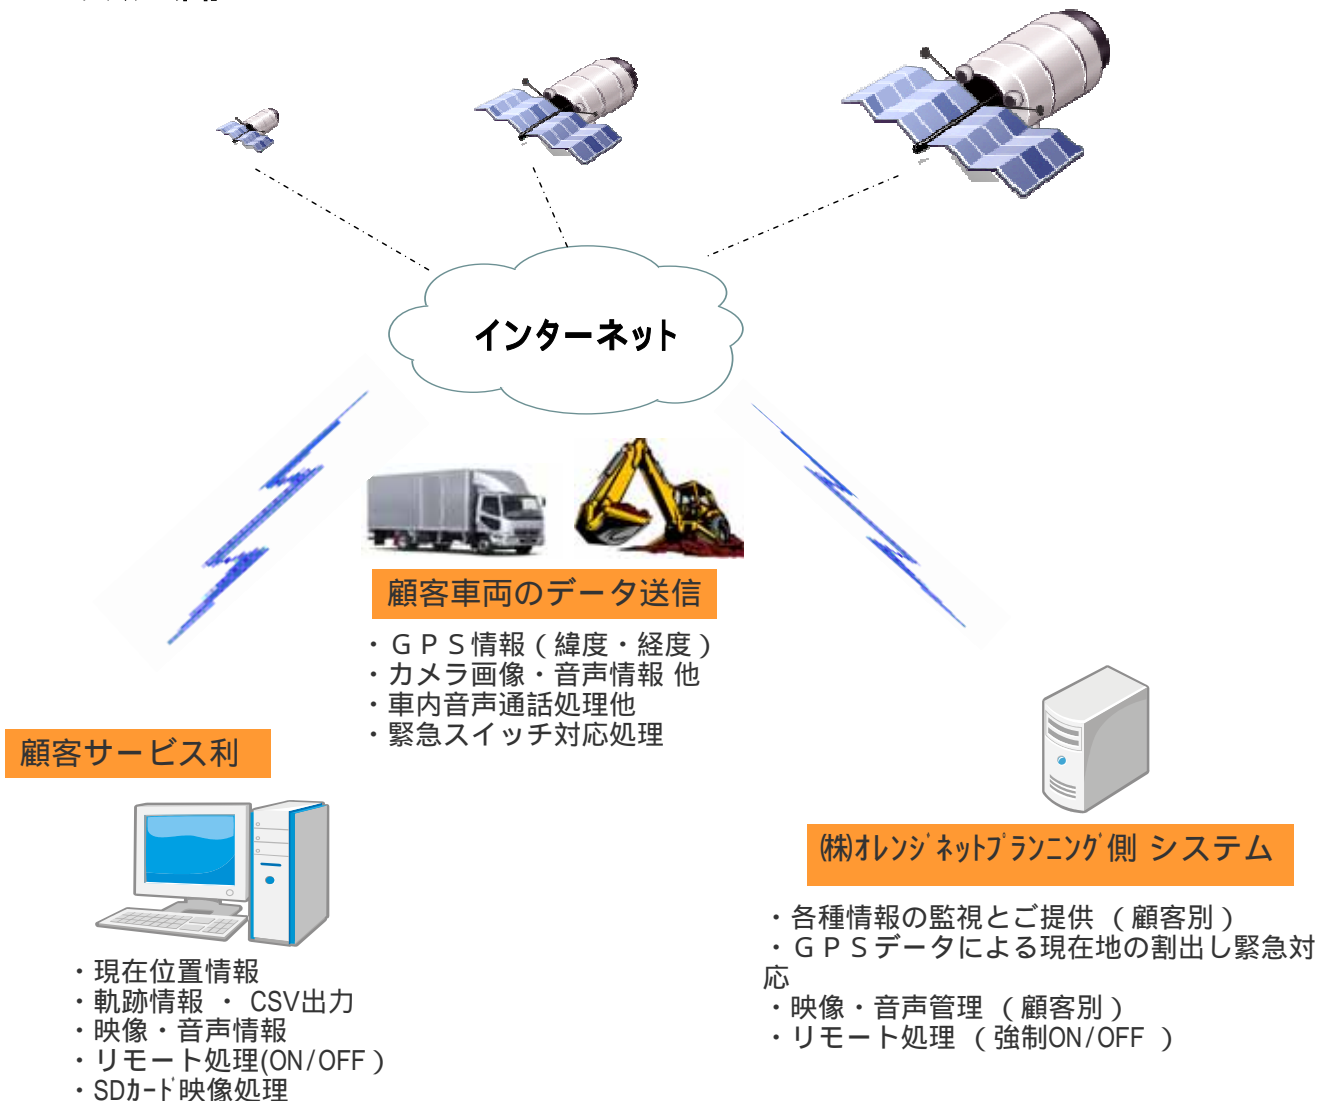 インターネット
顧客車両のデータ送信
・ＧＰＳ情報（緯度・経度）
・カメラ画像・音声情報 他
・車内音声通話処理他
・緊急スイッチ対応処理
顧客サービス利
・現在位置情報
・軌跡情報 ・ CSV出力
・映像・音声情報
・リモート処理(ON/OFF）
・SDｶｰﾄﾞ映像処理
㈱ｵﾚﾝｼﾞﾈｯﾄﾌﾟﾗﾝﾆﾝｸﾞ側 システム
・各種情報の監視とご提供 （顧客別）
・ＧＰＳデータによる現在地の割出し緊急対
応
・映像・音声管理 （顧客別）
・リモート処理 （強制ON/OFF ）